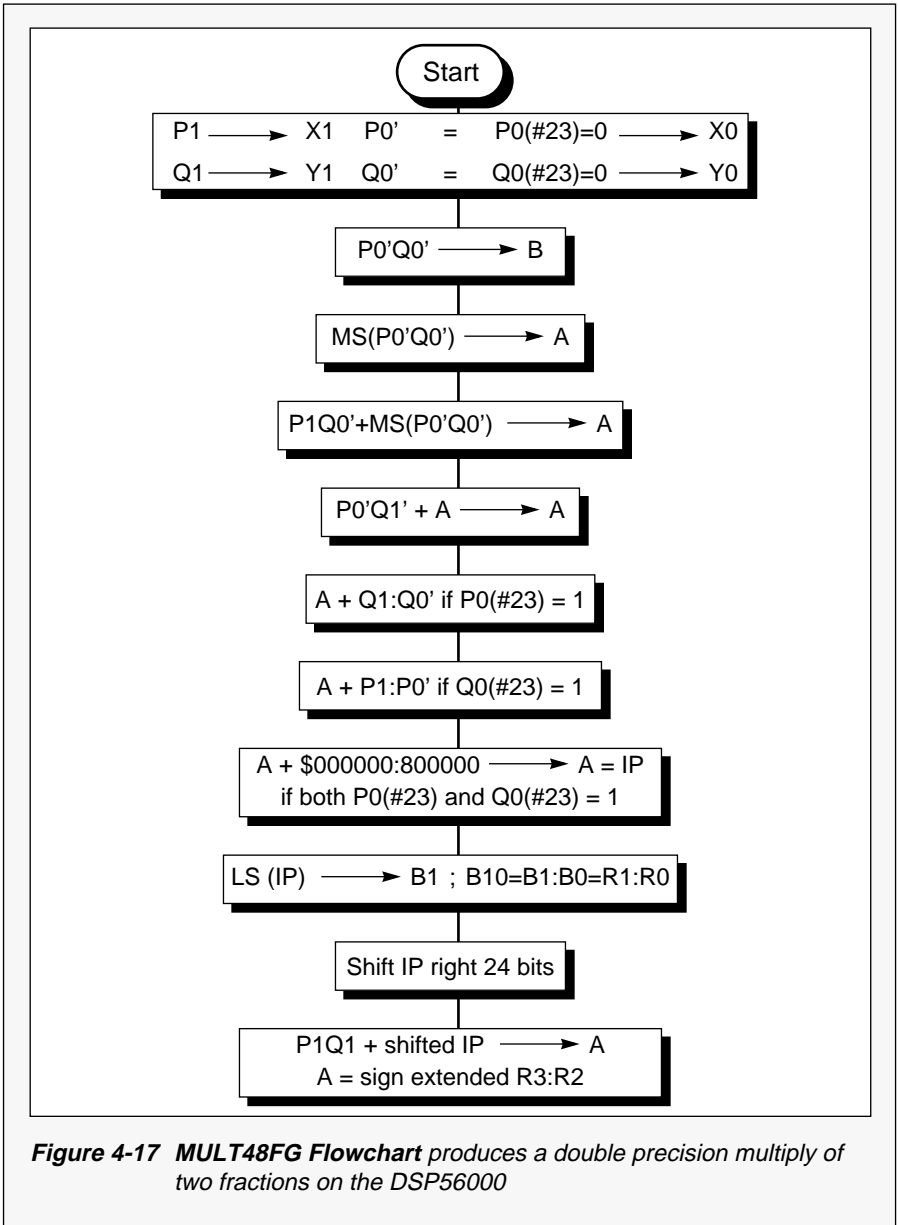 Start
P1 ⟶ X1 P0’ = P0(#23)=0 ⟶ X0
Q1 ⟶ Y1 Q0’ = Q0(#23)=0 ⟶ Y0
P0’Q0’ ⟶ B
MS(P0’Q0’) ⟶ A
P1Q0’+MS(P0’Q0’) ⟶ A
P0’Q1’ + A ⟶ A
A + Q1:Q0’ if P0(#23) = 1
A + P1:P0’ if Q0(#23) = 1
A + $000000:800000 ⟶ A = IP
if both P0(#23) and Q0(#23) = 1
LS (IP) ⟶ B1 ; B10=B1:B0=R1:R0
Shift IP right 24 bits
P1Q1 + shifted IP ⟶ A
A = sign extended R3:R2
Figure 4-17 MULT48FG Flowchart produces a double precision multiply of
two fractions on the DSP56000